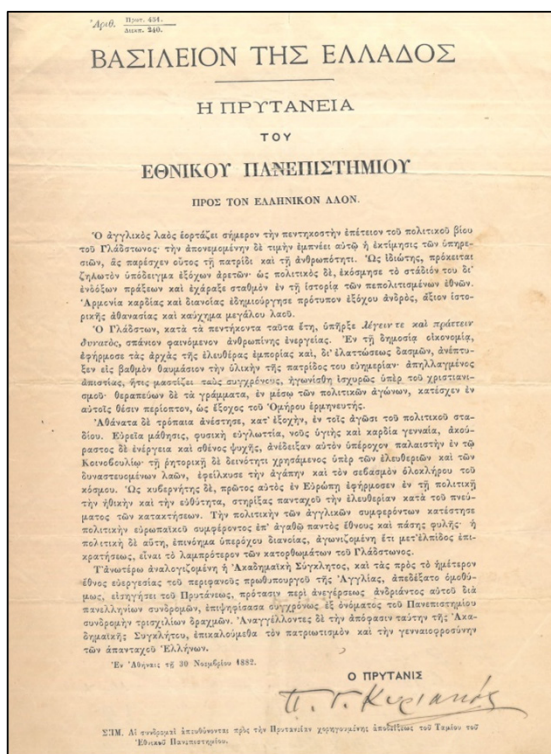 Ἀριθ. Πρωτ. 451.
Διεκπ. 240.
ΒΑΣΙΛΕΙΟΝ ΤΗΣ ΕΛΛΑΔΟΣ
Η ΠΡΥΤΑΝΕΙΑ
ΤΟΥ
ΕΘΝΙΚΟΥ ΠΑΝΕΠΙΣΤΗΜΙΟΥ
ΠΡΟΣ ΤΟΝ ΕΛΛΗΝΙΚΟΝ ΛΑΟΝ.
Ὁ ἀγγλικὸς λαὸς ἑορτάζει σήμερον τὴν πεντηκοστὴν ἐπέτειον τοῦ πολιτικοῦ βίου
τοῦ Γλάδστωνος· τὴν ἀπονεμομένην δὲ τιμὴν ἐμπνέει αὐτῷ ἡ ἐκτίμησις τῶν ὑπηρε-
σιῶν, ἃς παρέσχεν οὗτος τῇ πατρίδι καὶ τῇ ἀνθρωπότητι. Ὡς ἰδιώτης, πρόκειται
ζηλωτὸν ὑπόδειγμα ἐξόχων ἀρετῶν· ὡς πολιτικὸς δέ, ἐκόσμησε τὸ στάδιόν του δι'
ἐνδόξων πράξεων καὶ ἐχάραξε σταθμὸν ἐν τῇ ἱστορίᾳ τῶν πεπολιτισμένων ἐθνῶν.
Ἁρμονία καρδίας καὶ διανοίας ἐδημιούργησε πρότυπον ἐξόχου ἀνδρός, ἄξιον ἱστο-
ρικῆς ἀθανασίας καὶ καύχημα μεγάλου λαοῦ.
Ὁ Γλάδστων, κατὰ τὰ πεντήκοντα ταῦτα ἔτη, ὑπῆρξε λέγειν τε καὶ πράττειν
δυνατός, σπάνιον φαινόμενον ἀνθρωπίνης ἐνεργείας. Ἐν τῇ δημοσίᾳ οἰκονομίᾳ,
ἐφήρμοσε τὰς ἀρχὰς τῆς ἐλευθέρας ἐμπορίας καί, δι' ἐλαττώσεως δασμῶν, ἀνέπτυ-
ξεν εἰς βαθμὸν θαυμάσιον τὴν ὑλικὴν τῆς πατρίδος του εὐημερίαν· ἀπηλλαγμένος
ἀπιστίας, ἥτις μαστίζει τοὺς συγχρόνους, ἠγωνίσθη ἰσχυρῶς ὑπὲρ τοῦ χριστιανι-
σμοῦ· θεραπεύων δὲ τὰ γράμματα, ἐν μέσῳ τῶν πολιτικῶν ἀγώνων, κατέσχεν ἐν
αὐτοῖς θέσιν περίοπτον, ὡς ἔξοχος τοῦ Ὁμήρου ἑρμηνευτής.
Ἀθάνατα δὲ τρόπαια ἀνέστησε, κατ' ἐξοχήν, ἐν τοῖς ἀγῶσι τοῦ πολιτικοῦ στα-
δίου. Εὐρεῖα μάθησις, φυσικὴ εὐγλωττία, νοῦς ὑγιὴς καὶ καρδία γενναία, ἀκού-
ραστος δὲ ἐνέργεια καὶ σθένος ψυχῆς, ἀνέδειξαν αὐτὸν ὑπέροχον παλαιστὴν ἐν τῷ
Κοινοβουλίῳ· τῇ ῥητορικῇ δὲ δεινότητι χρησάμενος ὑπὲρ τῶν ἐλευθεριῶν καὶ τῶν
δυναστευομένων λαῶν, ἐφείλκυσε τὴν ἀγάπην καὶ τὸν σεβασμὸν ὁλοκλήρου τοῦ
κόσμου. Ὡς κυβερνήτης δέ, πρῶτος αὐτὸς ἐν Εὐρώπῃ ἐφήρμοσεν ἐν τῇ πολιτικῇ
τὴν ἠθικὴν καὶ τὴν εὐθύτητα, στηρίξας πανταχοῦ τὴν ἐλευθερίαν κατὰ τοῦ πνεύ-
ματος τῶν κατακτήσεων. Τὴν πολιτικὴν τῶν ἀγγλικῶν συμφερόντων κατέστησε
πολιτικὴν εὐρωπαϊκοῦ συμφέροντος ἐπ' ἀγαθῷ παντὸς ἔθνους καὶ πάσης φυλῆς· ἡ
πολιτικὴ δὲ αὕτη, ἐπινόημα ὑπερόχου διανοίας, ἀγωνιζομένη ἔτι μετ' ἐλπίδος ἐπι-
κρατήσεως, εἶναι τὸ λαμπρότερον τῶν κατορθωμάτων τοῦ Γλάδστωνος.
Τἀνωτέρω ἀναλογιζομένη ἡ Ἀκαδημαϊκὴ Σύγκλητος, καὶ τὰς πρὸς τὸ ἡμέτερον
ἔθνος εὐεργεσίας τοῦ περιφανοῦς πρωθυπουργοῦ τῆς Ἀγγλίας, ἀπεδέξατο ὁμοθύ-
μως, εἰσηγήσει τοῦ Πρυτάνεως, πρότασιν περὶ ἀνεγέρσεως ἀνδριάντος αὐτοῦ διὰ
πανελληνίων συνδρομῶν, ἐπιψηφίσασα συγχρόνως ἐξ ὀνόματος τοῦ Πανεπιστημίου
συνδρομὴν τρισχιλίων δραχμῶν. Ἀναγγέλλοντες δὲ τὴν ἀπόφασιν ταύτην τῆς Ἀκα-
δημαϊκῆς Συγκλήτου, ἐπικαλούμεθα τὸν πατριωτισμὸν καὶ τὴν γενναιοφροσύνην
τῶν ἁπανταχοῦ Ἑλλήνων.
Ἐν Ἀθήναις τῇ 30 Νοεμβρίου 1882.
Ο ΠΡΥΤΑΝΙΣ
Π. Γ. Κυριακός
ΣΗΜ. Αἱ συνδρομαὶ ἀπευθύνονται πρὸς τὴν Πρυτανείαν χορηγουμένης ἀποδείξεως τοῦ Ταμίου τοῦ
Ἐθνικοῦ Πανεπιστημίου.